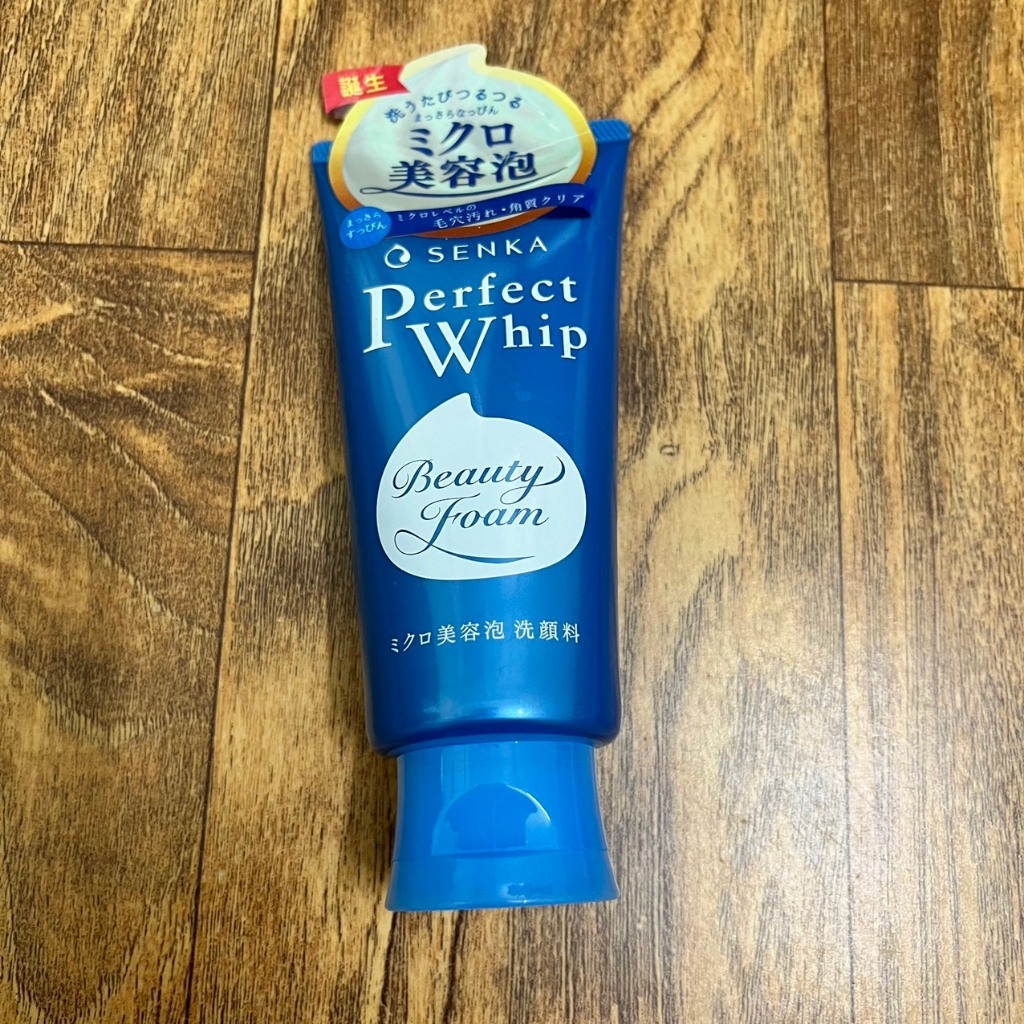 誕生
洗うたびつるつる
まっさらなっぴん
ミクロ
美容泡
まっさら
すっぴん
ミクロレベルの
毛穴汚れ・角質クリア
SENKA
Perfect
Whip
Beauty
Foam
ミクロ美容泡 洗顔料